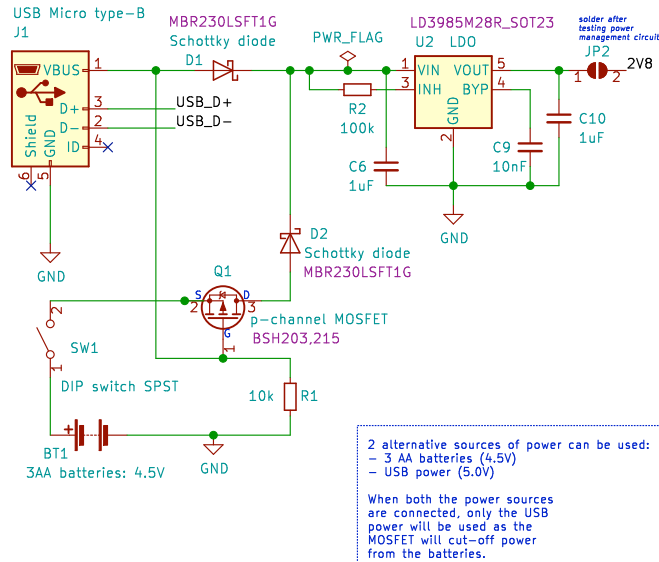 USB Micro type-B
J1
VBUS
1
D+
3
D-
2
ID
4
Shield
GND
6
5
GND
USB_D+
USB_D-
MBR230LSFT1G
Schottky diode
D1
PWR_FLAG
R2
100k
C6
1uF
LD3985M28R_SOT23
U2 LDO
1
VIN
VOUT
5
3
INH
BYP
4
GND
2
C9
10nF
C10
1uF
GND
solder after
testing power
management circuit
JP2
1
2
2V8
D2
Schottky diode
MBR230LSFT1G
Q1
S
D
2
3
G
1
p-channel MOSFET
BSH203,215
2
SW1
1
DIP switch SPST
10k
R1
+
BT1
3AA batteries: 4.5V
GND
2 alternative sources of power can be used:
- 3 AA batteries (4.5V)
- USB power (5.0V)
When both the power sources
are connected, only the USB
power will be used as the
MOSFET will cut-off power
from the batteries.